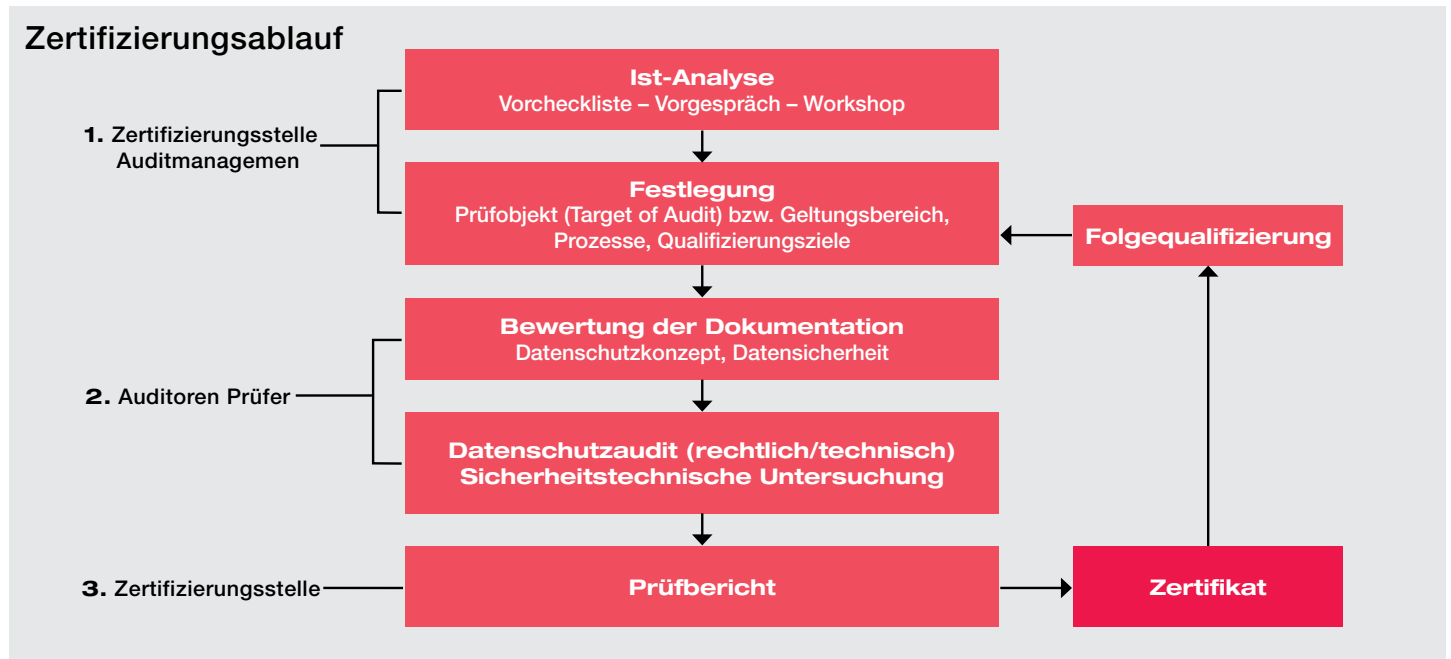 Zertifizierungsablauf
Ist-Analyse
Vorcheckliste – Vorgespräch – Workshop
1. Zertifizierungsstelle
Auditmanagemen
Festlegung
Prüfobjekt (Target of Audit) bzw. Geltungsbereich,
Prozesse, Qualifizierungsziele
Folgequalifizierung
Bewertung der Dokumentation
Datenschutzkonzept, Datensicherheit
2. Auditoren Prüfer
Datenschutzaudit (rechtlich/technisch)
Sicherheitstechnische Untersuchung
3. Zertifizierungsstelle
Prüfbericht
Zertifikat